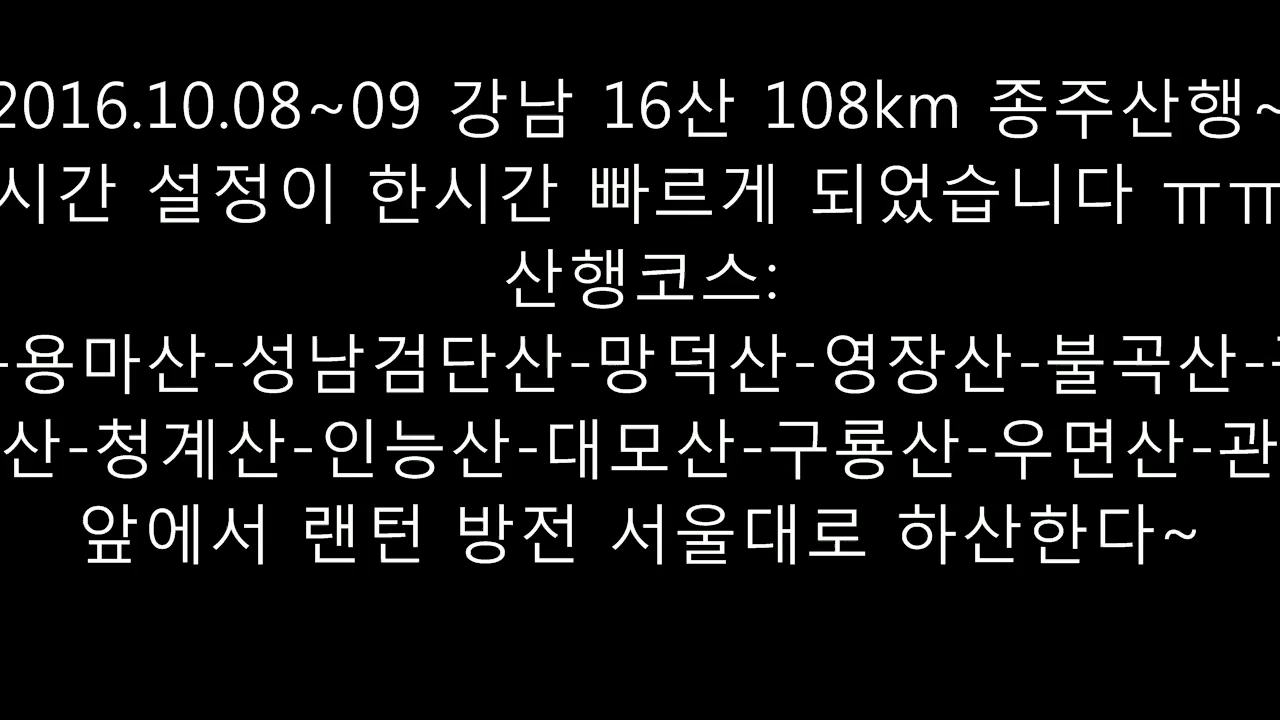 2016.10.08~09 강남 16산 108km 종주산행~
시간 설정이 한시간 빠르게 되었습니다 ㅠㅠ
산행코스:
-용마산-성남검단산-망덕산-영장산-불곡산-
산-청계산-인능산-대모산-구룡산-우면산-관
앞에서 랜턴 방전 서울대로 하산한다~